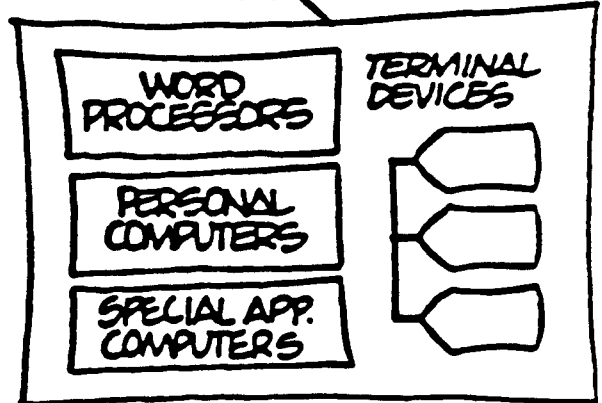 WORD
PROCESSORS
PERSONAL
COMPUTERS
SPECIAL APP.
COMPUTERS
TERMINAL
DEVICES